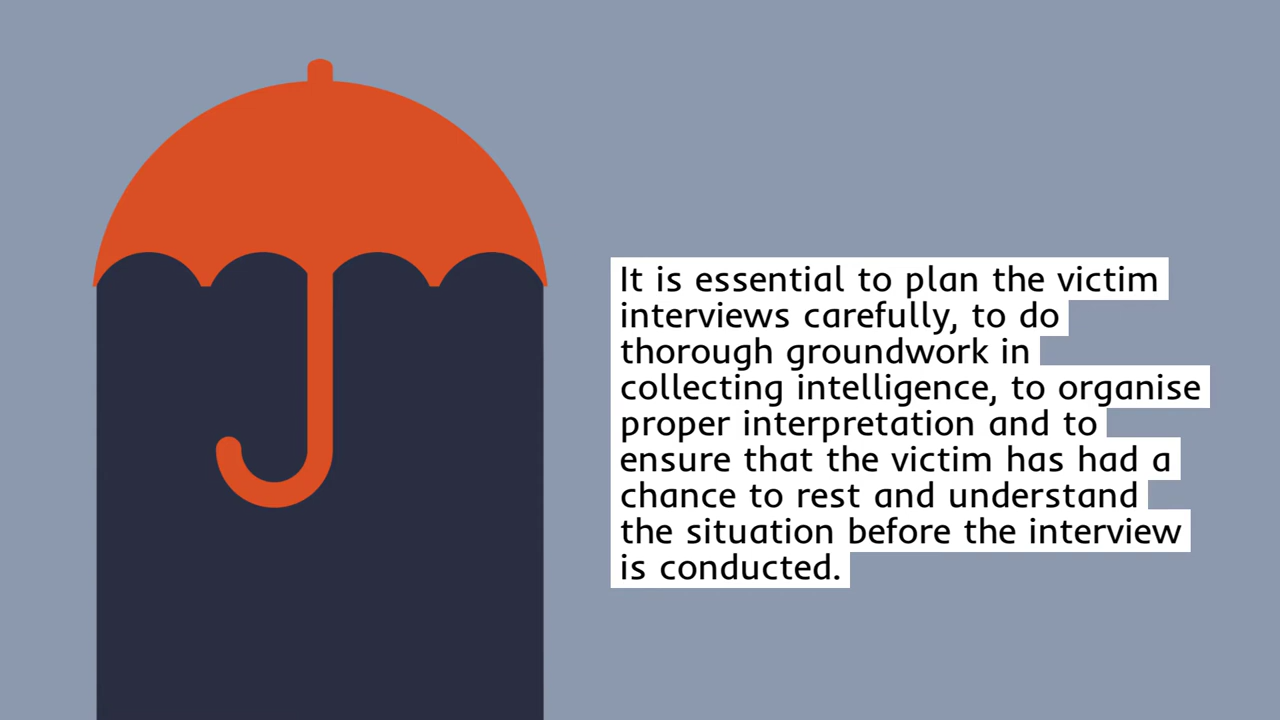 It is essential to plan the victim
interviews carefully, to do
thorough groundwork in
collecting intelligence, to organise
proper interpretation and to
ensure that the victim has had a
chance to rest and understand
the situation before the interview
is conducted.